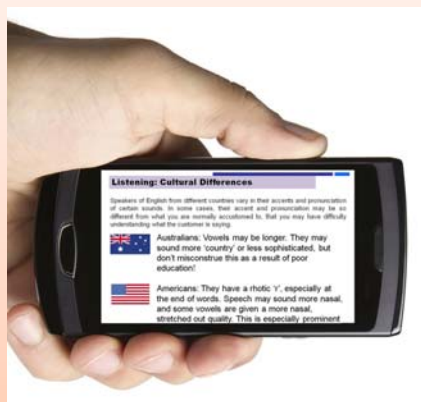 Listening: Cultural Differences
Speakers of English from different countries vary in their accents and pronunciation
of certain sounds. In some cases, their accent and pronunciation may be so
different from what you are normally accustomed to, that you may have difficulty
understanding what the customer is saying.
Australians: Vowels may be longer. They may
sound more 'country' or less sophisticated, but
don't misconstrue this as a result of poor
education!
Americans: They have a rhotic 'r', especially at
the end of words. Speech may sound more nasal,
and some vowels are given a more nasal,
stretched out quality. This is especially prominent